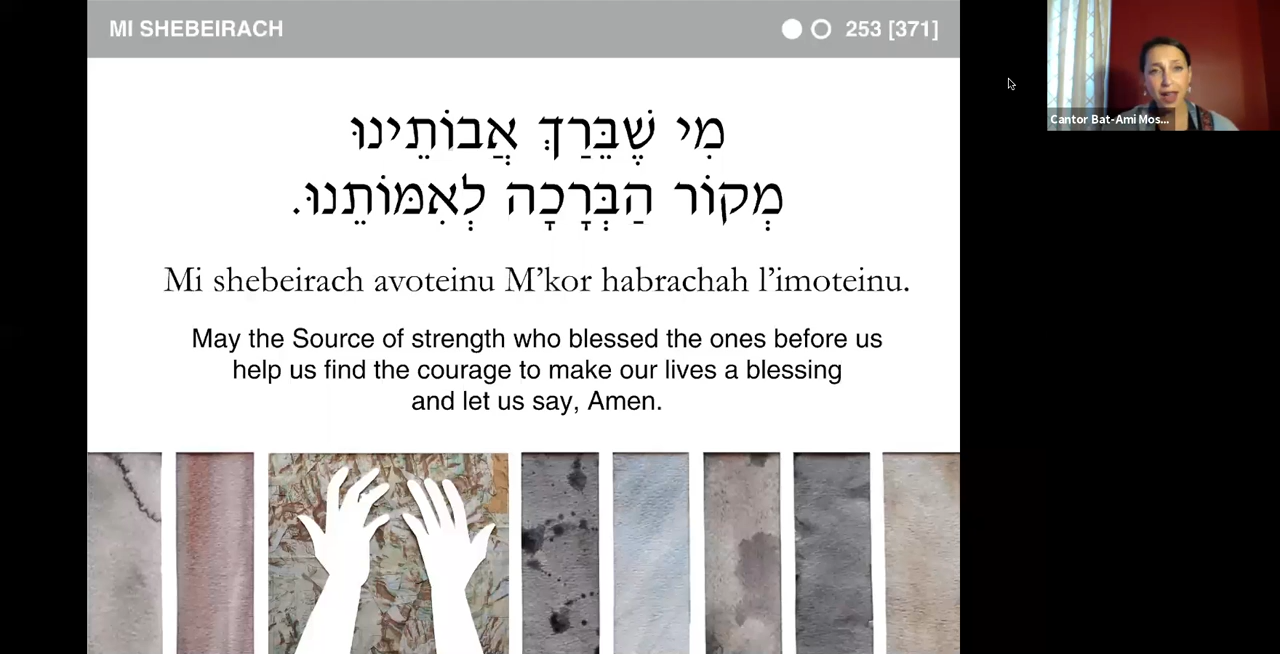 MI SHEBEIRACH
253 [371]
מִי שֶׁבֵּרַךְ אֲבוֹתֵינוּ
מְקוֹר הַבְּרָכָה לְאִמּוֹתֵנוּ.
Mi shebeirach avoteinu M’kor habrachah l’imoteinu.
May the Source of strength who blessed the ones before us
help us find the courage to make our lives a blessing
and let us say, Amen.
Cantor Bat-Ami Mos...